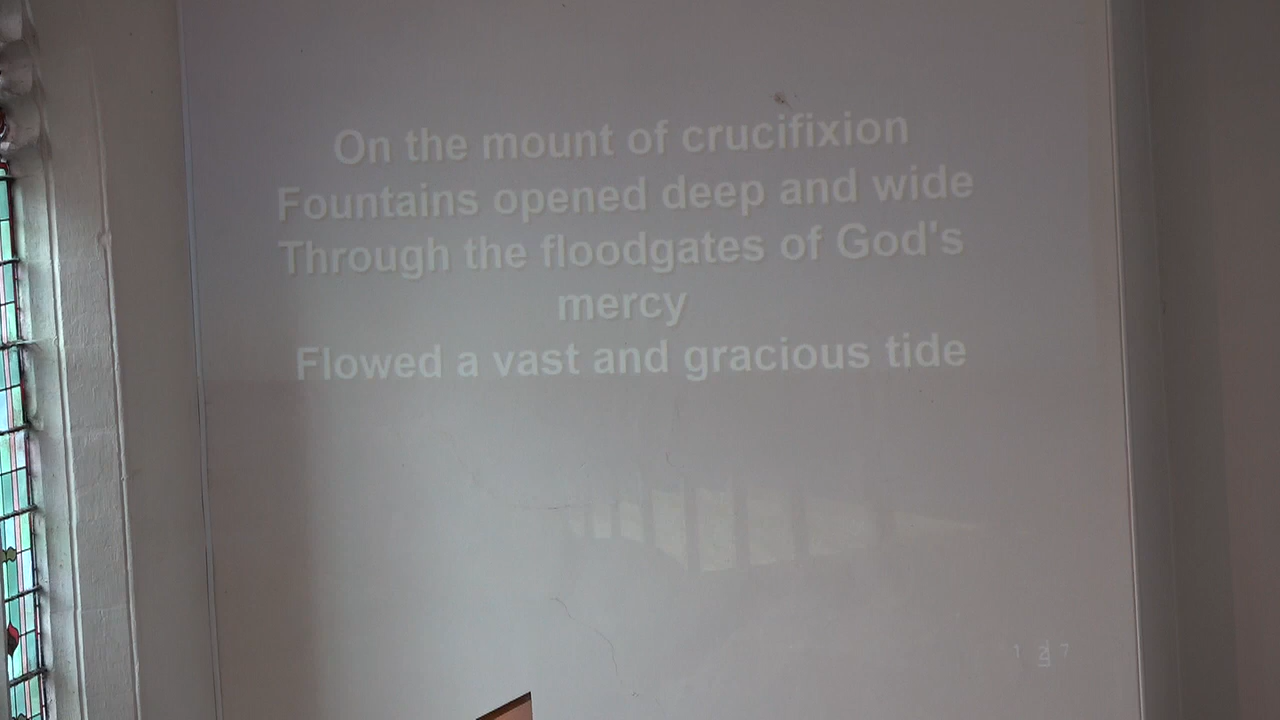 On the mount of crucifixion
Fountains opened deep and wide
Through the floodgates of God's
mercy
Flowed a vast and gracious tide